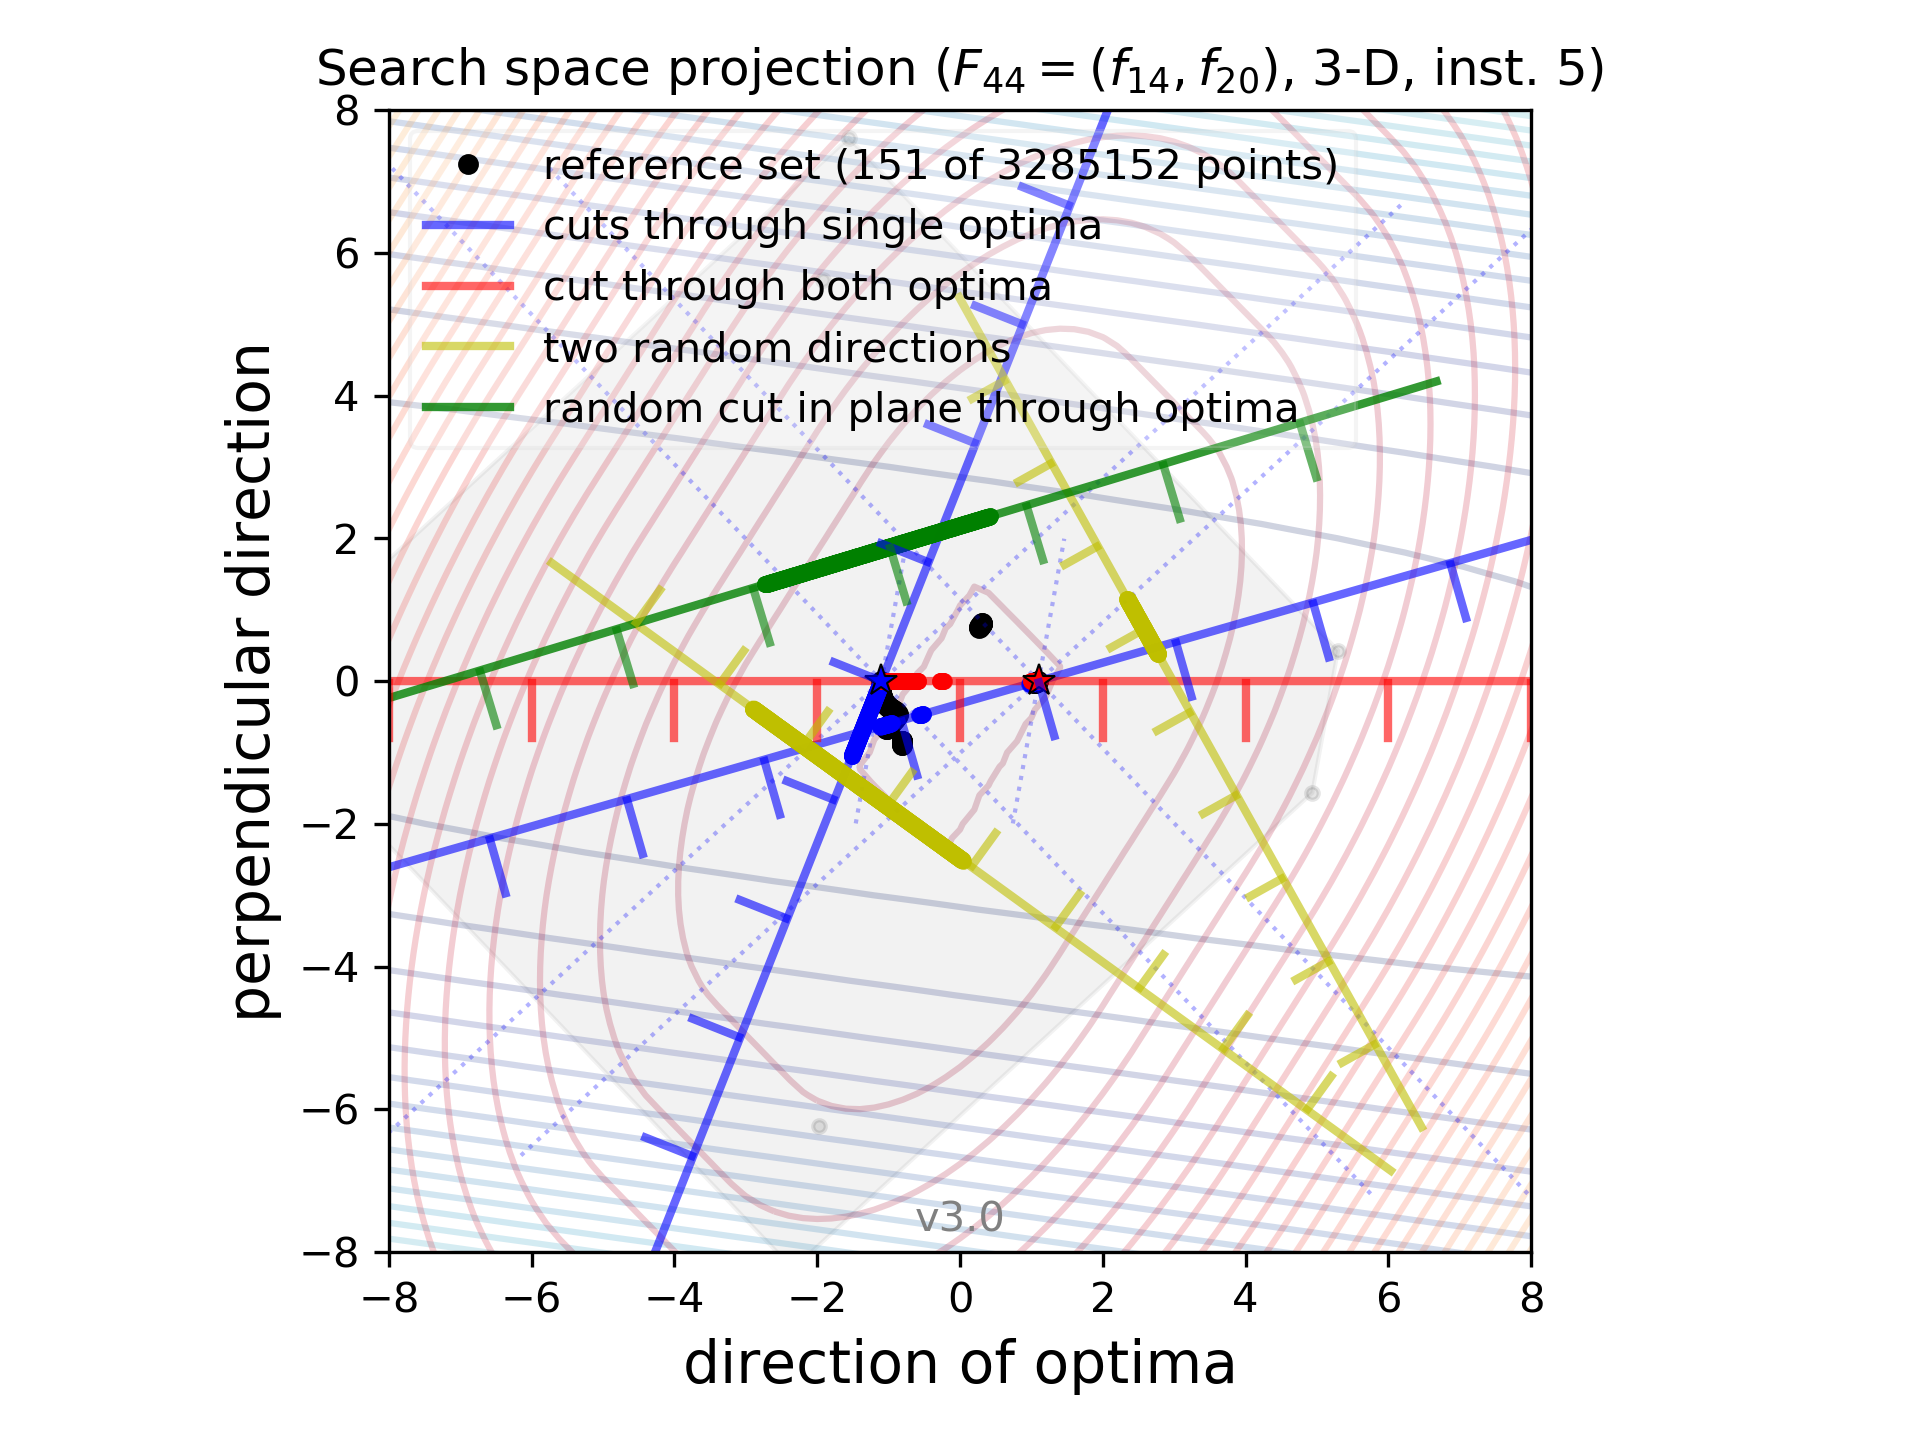 Search space projection (F₄₄ = (f₁₄, f₂₀), 3-D, inst. 5)
reference set (151 of 3285152 points)
cuts through single optima
cut through both optima
two random directions
random cut in plane through optima
8
6
4
2
0
−2
−4
−6
−8
perpendicular direction
v3.0
−8 −6 −4 −2 0 2 4 6 8
direction of optima